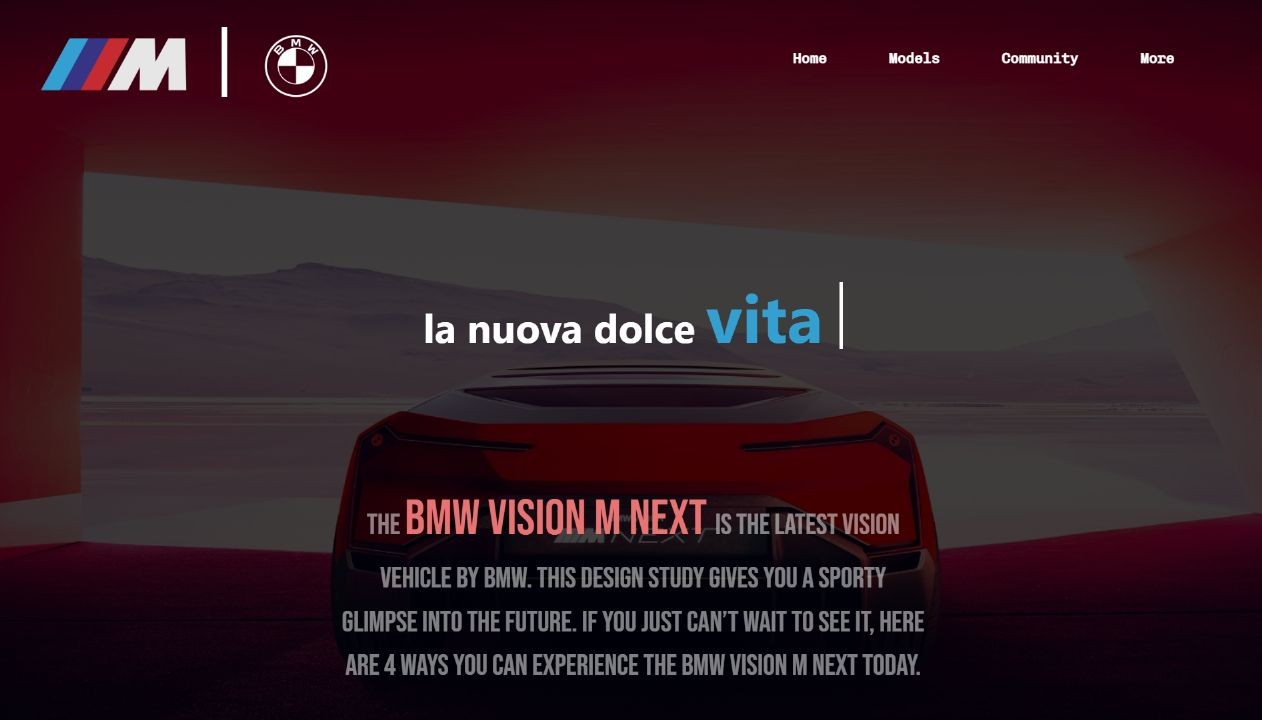 M
BMW
Home Models Community More
la nuova dolce vita
THE BMW VISION M NEXT IS THE LATEST VISION
VEHICLE BY BMW. THIS DESIGN STUDY GIVES YOU A SPORTY
GLIMPSE INTO THE FUTURE. IF YOU JUST CAN’T WAIT TO SEE IT, HERE
ARE 4 WAYS YOU CAN EXPERIENCE THE BMW VISION M NEXT TODAY.
M NEXT